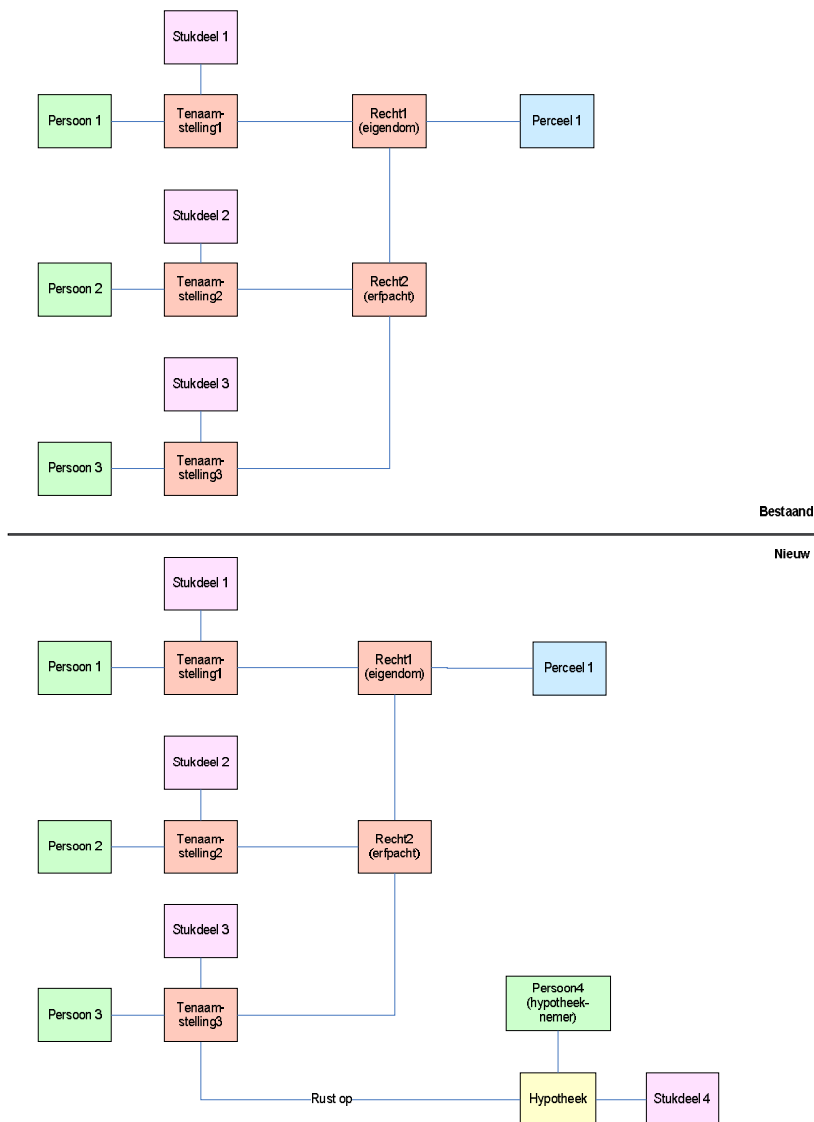 Stukdeel 1
Persoon 1
Tenaam-
stelling1
Recht1
(eigendom)
Perceel 1
Stukdeel 2
Persoon 2
Tenaam-
stelling2
Recht2
(erfpacht)
Stukdeel 3
Persoon 3
Tenaam-
stelling3
Bestaand
Nieuw
Stukdeel 1
Persoon 1
Tenaam-
stelling1
Recht1
(eigendom)
Perceel 1
Stukdeel 2
Persoon 2
Tenaam-
stelling2
Recht2
(erfpacht)
Stukdeel 3
Persoon 3
Tenaam-
stelling3
Persoon4
(hypotheek-
nemer)
Rust op
Hypotheek
Stukdeel 4